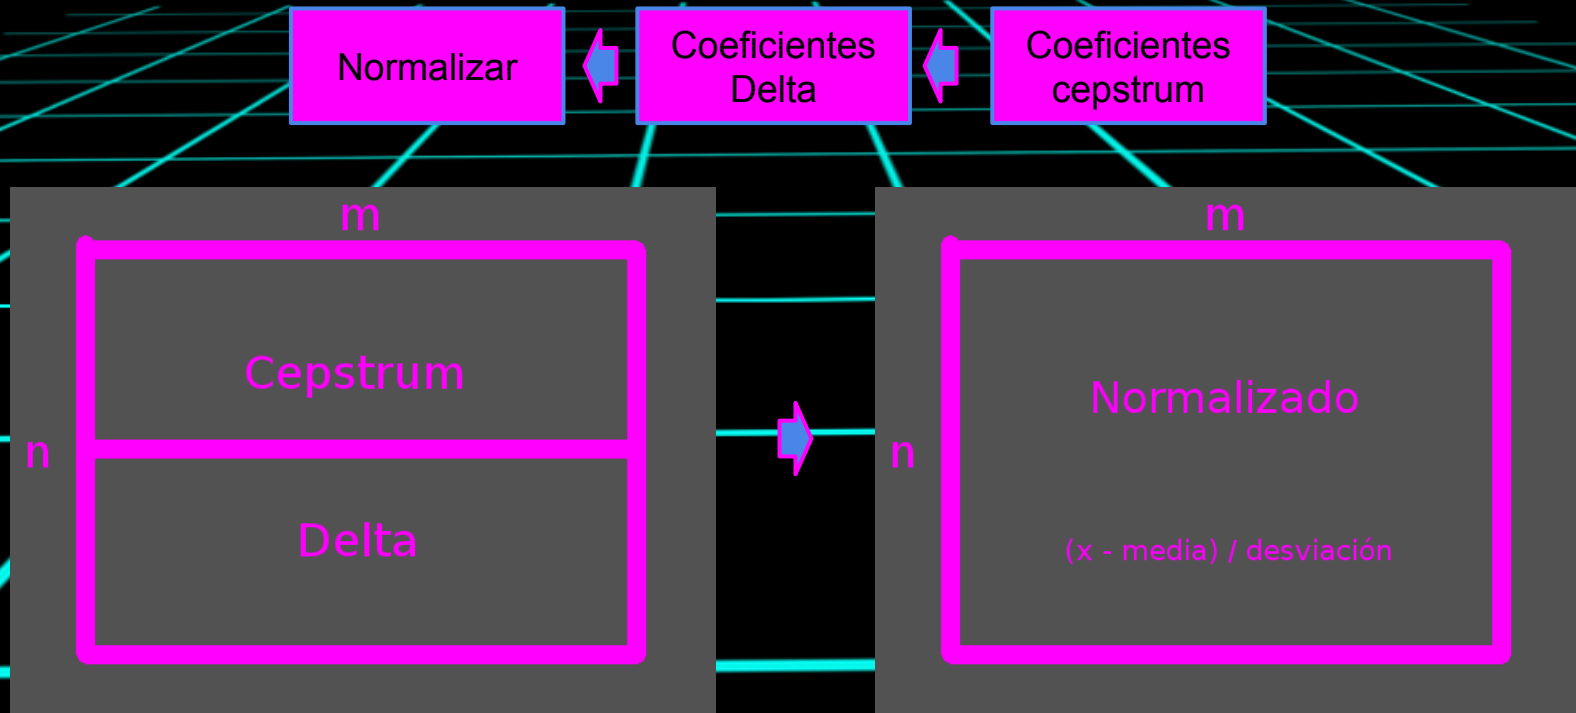 Normalizar
Coeficientes
Delta
Coeficientes
cepstrum
m
Cepstrum
n
Delta
m
Normalizado
n
(x - media) / desviación